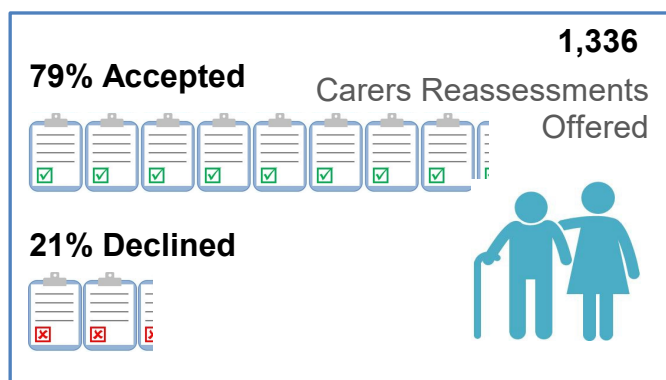 1,336
79% Accepted
Carers Reassessments
Offered
21% Declined